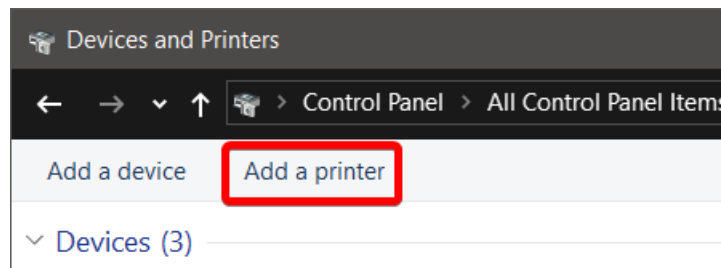 Devices and Printers
Control Panel > All Control Panel Items
Add a device Add a printer
Devices (3)